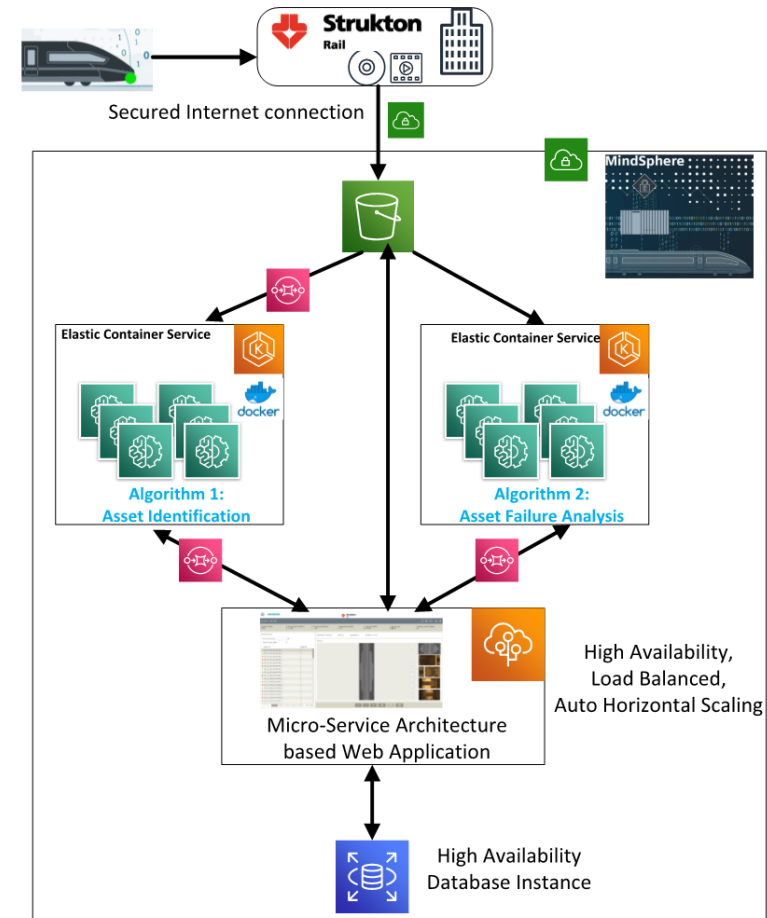 Strukton
Rail
Secured Internet connection
MindSphere
Elastic Container Service
docker
Algorithm 1:
Asset Identification
Elastic Container Service
docker
Algorithm 2:
Asset Failure Analysis
Micro-Service Architecture
based Web Application
High Availability,
Load Balanced,
Auto Horizontal Scaling
High Availability
Database Instance